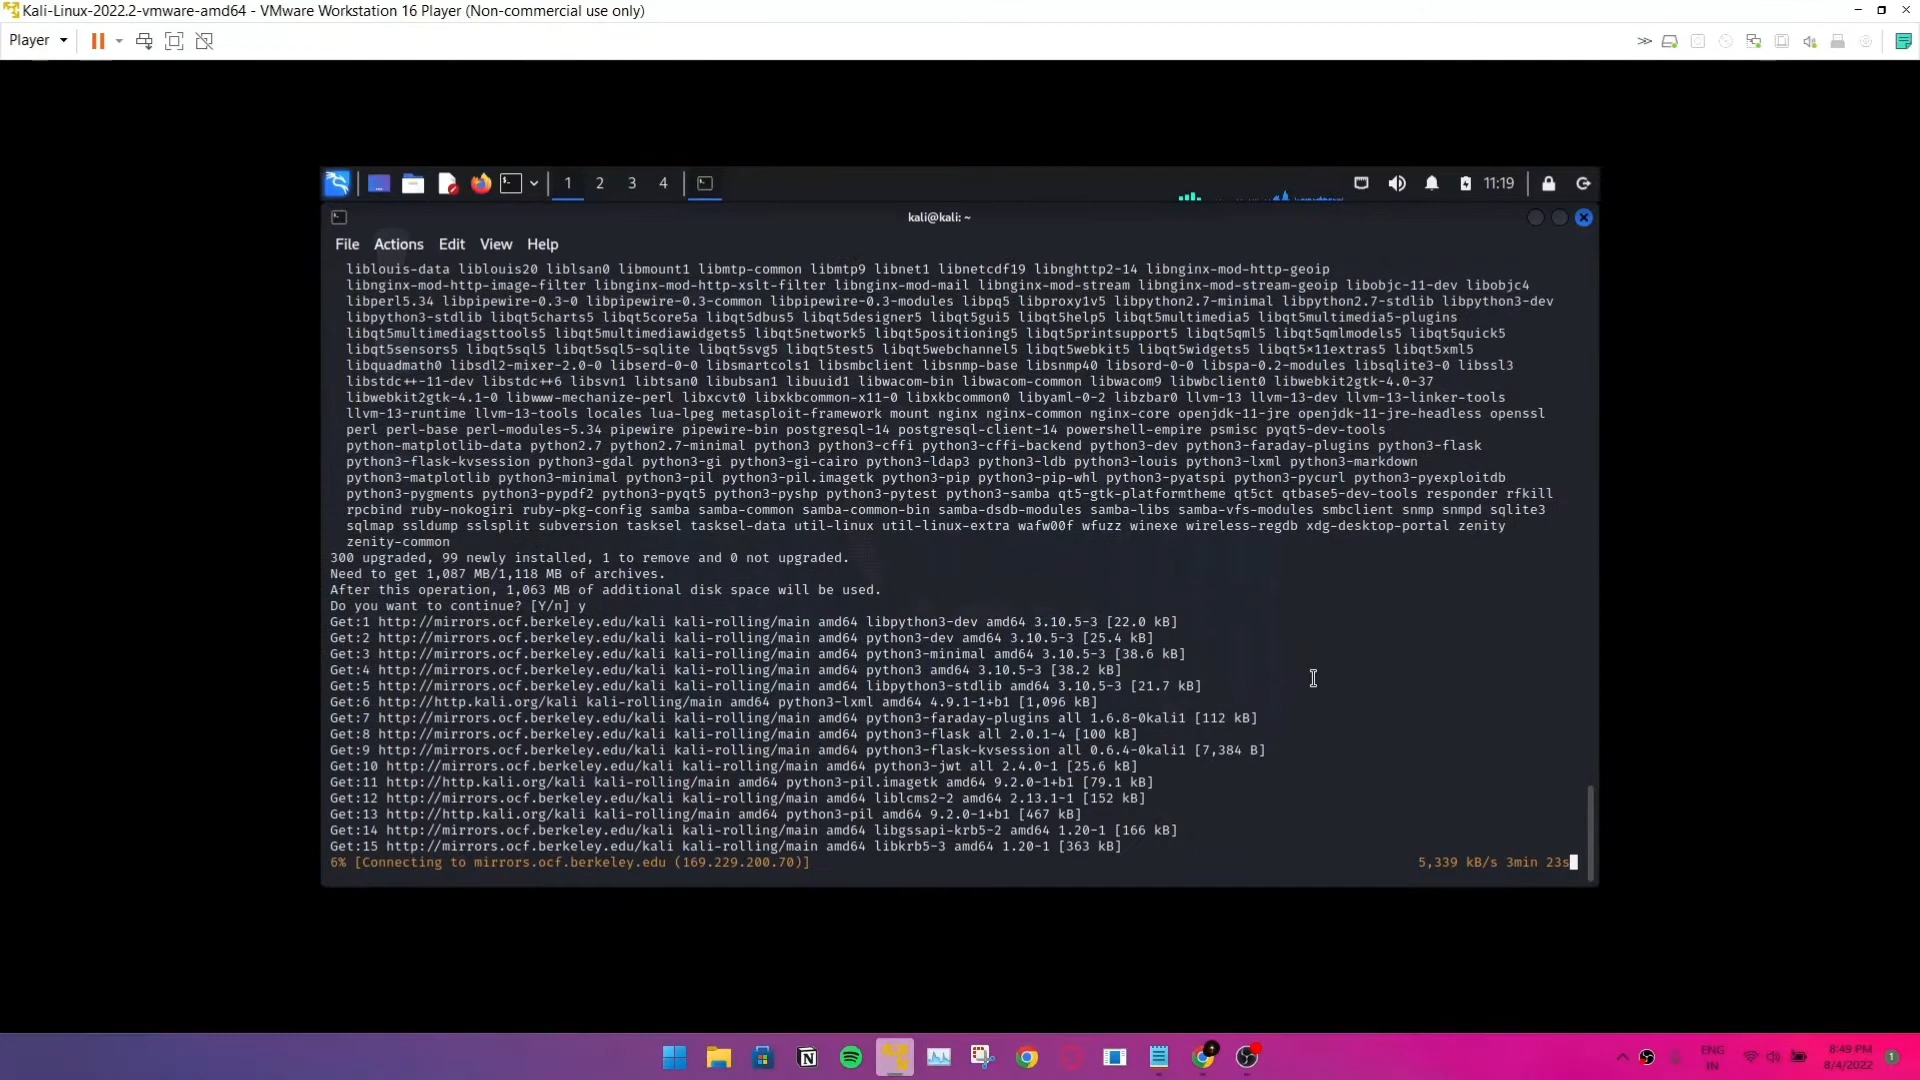 Kali-Linux-2022.2-vmware-amd64 - VMware Workstation 16 Player (Non-commercial use only)
Player
1 2 3 4 11:19
kali@kali: ~
File Actions Edit View Help
liblouis-data liblouis20 liblsan0 libmount1 libmtp-common libmtp9 libnet1 libnetcdf19 libnghttp2-14 libnginx-mod-http-geoip
libnginx-mod-http-image-filter libnginx-mod-http-xslt-filter libnginx-mod-mail libnginx-mod-stream libnginx-mod-stream-geoip libobjc-11-dev libobjc4
libperl5.34 libpipewire-0.3-0 libpipewire-0.3-common libpipewire-0.3-modules libpq5 libproxy1v5 libpython2.7-minimal libpython2.7-stdlib libpython3-dev
libpython3-stdlib libqt5charts5 libqt5core5a libqt5dbus5 libqt5designer5 libqt5gui5 libqt5help5 libqt5multimedia5 libqt5multimedia5-plugins
libqt5multimediagsttools5 libqt5multimediawidgets5 libqt5network5 libqt5positioning5 libqt5printsupport5 libqt5qml5 libqt5qmlmodels5 libqt5quick5
libqt5sensors5 libqt5sql5 libqt5sql5-sqlite libqt5svg5 libqt5test5 libqt5webchannel5 libqt5webkit5 libqt5widgets5 libqt5×11extras5 libqt5xml5
libquadmath0 libsdl2-mixer-2.0-0 libserd-0-0 libsmartcols1 libsmbclient libsnmp-base libsnmp40 libsord-0-0 libspa-0.2-modules libsqlite3-0 libssl3
libstdc++-11-dev libstdc++6 libsvn1 libtsan0 libubsan1 libuuid1 libwacom-bin libwacom-common libwacom9 libwbclient0 libwebkit2gtk-4.0-37
libwebkit2gtk-4.1-0 libwww-mechanize-perl libxcvt0 libxkbcommon-x11-0 libxkbcommon0 libyaml-0-2 libzbar0 llvm-13 llvm-13-dev llvm-13-linker-tools
llvm-13-runtime llvm-13-tools locales lua-lpeg metasploit-framework mount nginx nginx-common nginx-core openjdk-11-jre openjdk-11-jre-headless openssl
perl perl-base perl-modules-5.34 pipewire pipewire-bin postgresql-14 postgresql-client-14 powershell-empire psmisc pyqt5-dev-tools
python-matplotlib-data python2.7 python2.7-minimal python3 python3-cffi python3-cffi-backend python3-dev python3-faraday-plugins python3-flask
python3-flask-kvsession python3-gdal python3-gi python3-gi-cairo python3-ldap3 python3-ldb python3-louis python3-lxml python3-markdown
python3-matplotlib python3-minimal python3-pil python3-pil.imagetk python3-pip python3-pip-whl python3-pyatspi python3-pycurl python3-pyexploitdb
python3-pygments python3-pypdf2 python3-pyqt5 python3-pyshp python3-pytest python3-samba qt5-gtk-platformtheme qt5ct qtbase5-dev-tools responder rfkill
rpcbind ruby-nokogiri ruby-pkg-config samba samba-common samba-common-bin samba-dsdb-modules samba-libs samba-vfs-modules smbclient snmp snmpd sqlite3
sqlmap ssldump sslsplit subversion tasksel tasksel-data util-linux util-linux-extra wafw00f wfuzz winexe wireless-regdb xdg-desktop-portal zenity
zenity-common
300 upgraded, 99 newly installed, 1 to remove and 0 not upgraded.
Need to get 1,087 MB/1,118 MB of archives.
After this operation, 1,063 MB of additional disk space will be used.
Do you want to continue? [Y/n] y
Get:1 http://mirrors.ocf.berkeley.edu/kali kali-rolling/main amd64 libpython3-dev amd64 3.10.5-3 [22.0 kB]
Get:2 http://mirrors.ocf.berkeley.edu/kali kali-rolling/main amd64 python3-dev amd64 3.10.5-3 [25.4 kB]
Get:3 http://mirrors.ocf.berkeley.edu/kali kali-rolling/main amd64 python3-minimal amd64 3.10.5-3 [38.6 kB]
Get:4 http://mirrors.ocf.berkeley.edu/kali kali-rolling/main amd64 python3 amd64 3.10.5-3 [38.2 kB]
Get:5 http://mirrors.ocf.berkeley.edu/kali kali-rolling/main amd64 libpython3-stdlib amd64 3.10.5-3 [21.7 kB]
Get:6 http://http.kali.org/kali kali-rolling/main amd64 python3-lxml amd64 4.9.1-1+b1 [1,096 kB]
Get:7 http://mirrors.ocf.berkeley.edu/kali kali-rolling/main amd64 python3-faraday-plugins all 1.6.8-0kali1 [112 kB]
Get:8 http://mirrors.ocf.berkeley.edu/kali kali-rolling/main amd64 python3-flask all 2.0.1-4 [100 kB]
Get:9 http://mirrors.ocf.berkeley.edu/kali kali-rolling/main amd64 python3-flask-kvsession all 0.6.4-0kali1 [7,384 B]
Get:10 http://mirrors.ocf.berkeley.edu/kali kali-rolling/main amd64 python3-jwt all 2.4.0-1 [25.6 kB]
Get:11 http://http.kali.org/kali kali-rolling/main amd64 python3-pil.imagetk amd64 9.2.0-1+b1 [79.1 kB]
Get:12 http://mirrors.ocf.berkeley.edu/kali kali-rolling/main amd64 liblcms2-2 amd64 2.13.1-1 [152 kB]
Get:13 http://http.kali.org/kali kali-rolling/main amd64 python3-pil amd64 9.2.0-1+b1 [467 kB]
Get:14 http://mirrors.ocf.berkeley.edu/kali kali-rolling/main amd64 libgssapi-krb5-2 amd64 1.20-1 [166 kB]
Get:15 http://mirrors.ocf.berkeley.edu/kali kali-rolling/main amd64 libkrb5-3 amd64 1.20-1 [363 kB]
6% [Connecting to mirrors.ocf.berkeley.edu (169.229.200.70)] 5,339 kB/s 3min 23s
ENG 8:49 PM
IN 8/4/2022 1